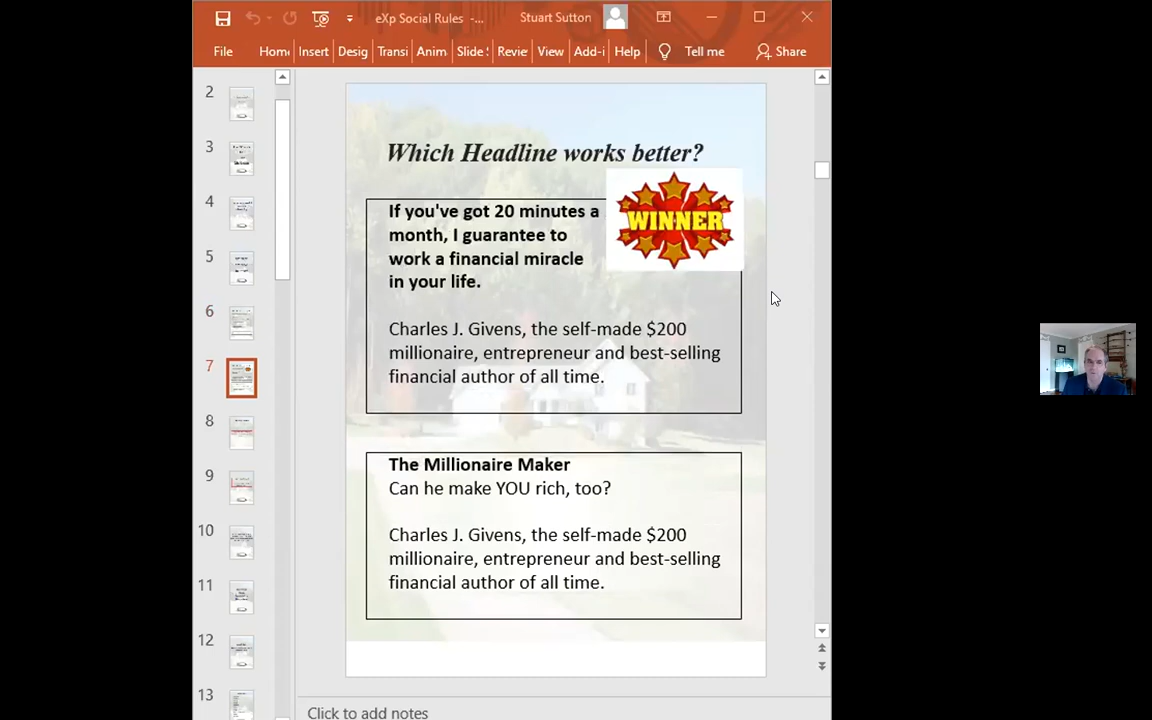 eXp Social Rules -...
Stuart Sutton
File
Home
Insert
Desig
Transi
Anim
Slide
Revie
View
Add-i
Help
Tell me
Share
2
3
4
5
6
7
8
9
10
11
12
13
Which Headline works better?
WINNER
If you've got 20 minutes a
month, I guarantee to
work a financial miracle
in your life.
Charles J. Givens, the self-made $200
millionaire, entrepreneur and best-selling
financial author of all time.
The Millionaire Maker
Can he make YOU rich, too?
Charles J. Givens, the self-made $200
millionaire, entrepreneur and best-selling
financial author of all time.
Click to add notes